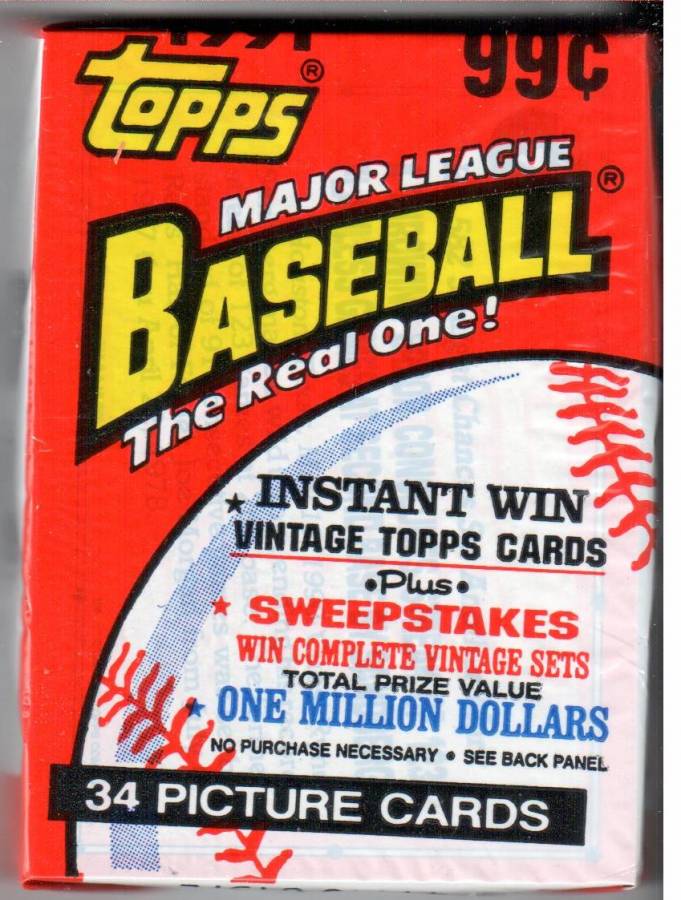 1991
99¢
Topps®
MAJOR LEAGUE
BASEBALL®
The Real One!
★ INSTANT WIN
VINTAGE TOPPS CARDS
•Plus•
★ SWEEPSTAKES
WIN COMPLETE VINTAGE SETS
TOTAL PRIZE VALUE
★ ONE MILLION DOLLARS
NO PURCHASE NECESSARY • SEE BACK PANEL
34 PICTURE CARDS